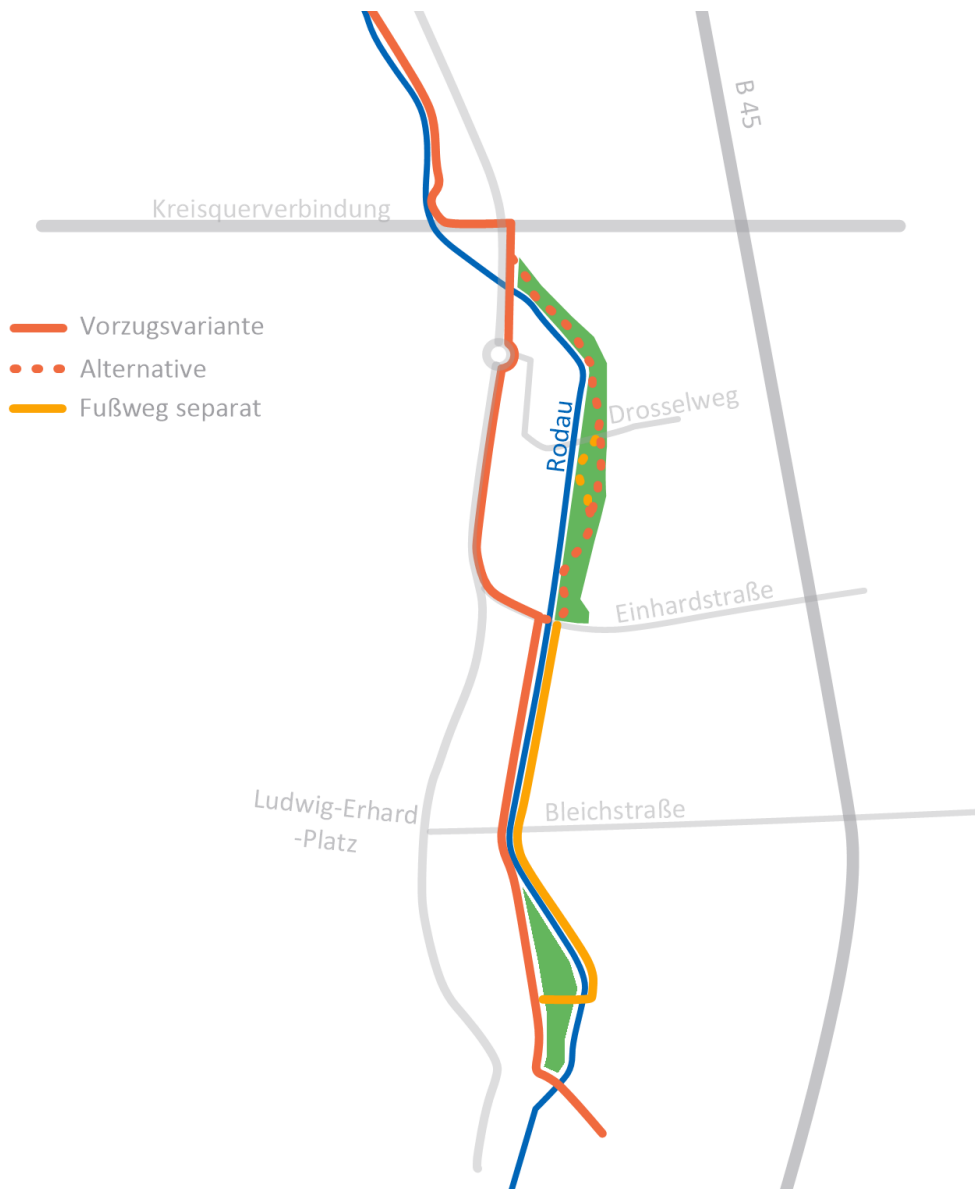 B 45
Kreisquerverbindung
Vorzugsvariante
Alternative
Fußweg separat
Drosselweg
Rodau
Einhardstraße
Ludwig-Erhard
-Platz
Bleichstraße